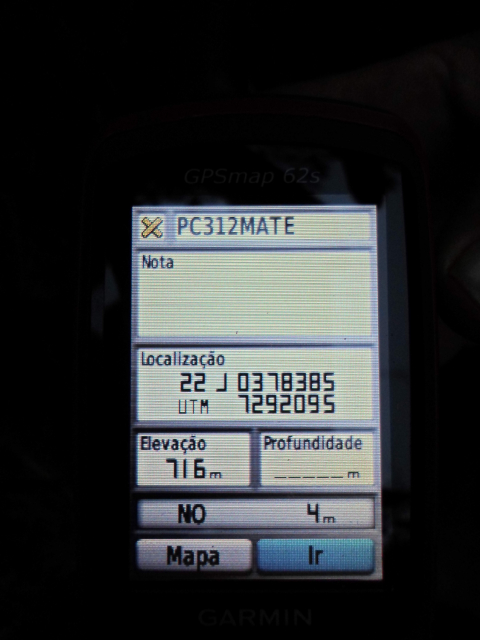 GPSmap 62s
PC312MATE
Nota
Localização
22 J 0378385
UTM 7292095
Elevação
716m
Profundidade
_____m
NO 4m
Mapa Ir
GARMIN